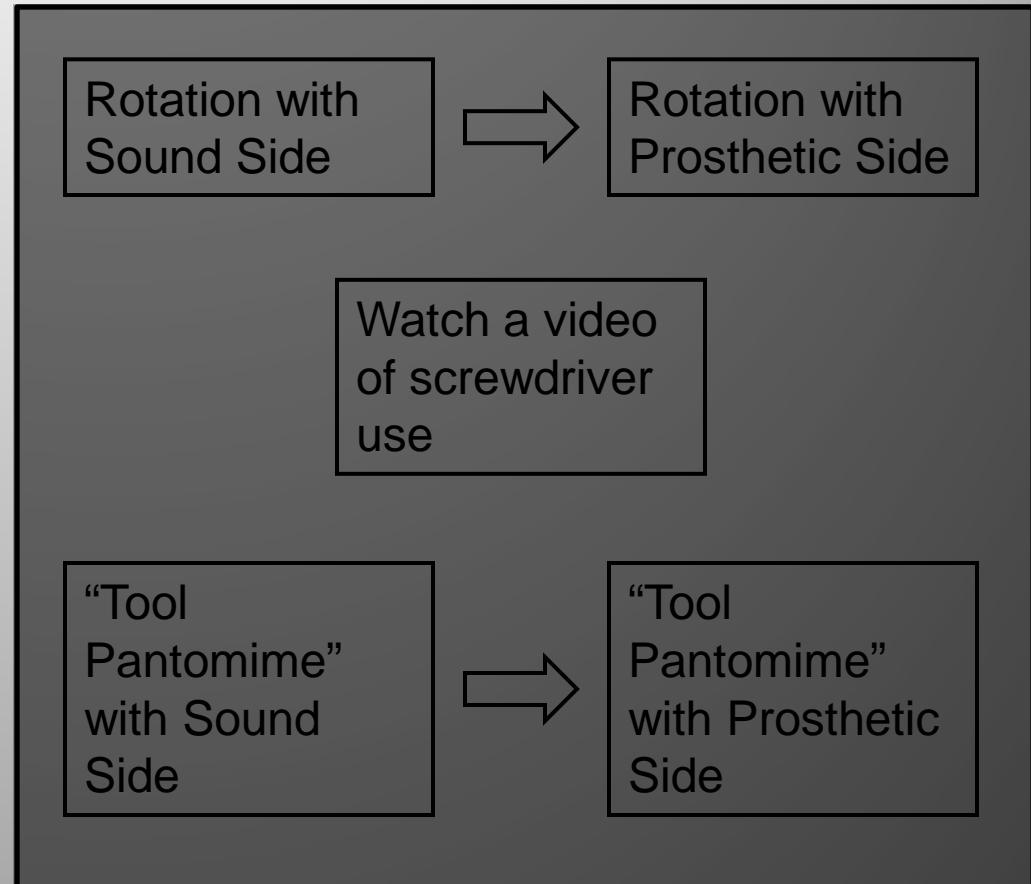 Rotation with
Sound Side
Rotation with
Prosthetic Side
Watch a video
of screwdriver
use
“Tool
Pantomime”
with Sound
Side
“Tool
Pantomime”
with Prosthetic
Side